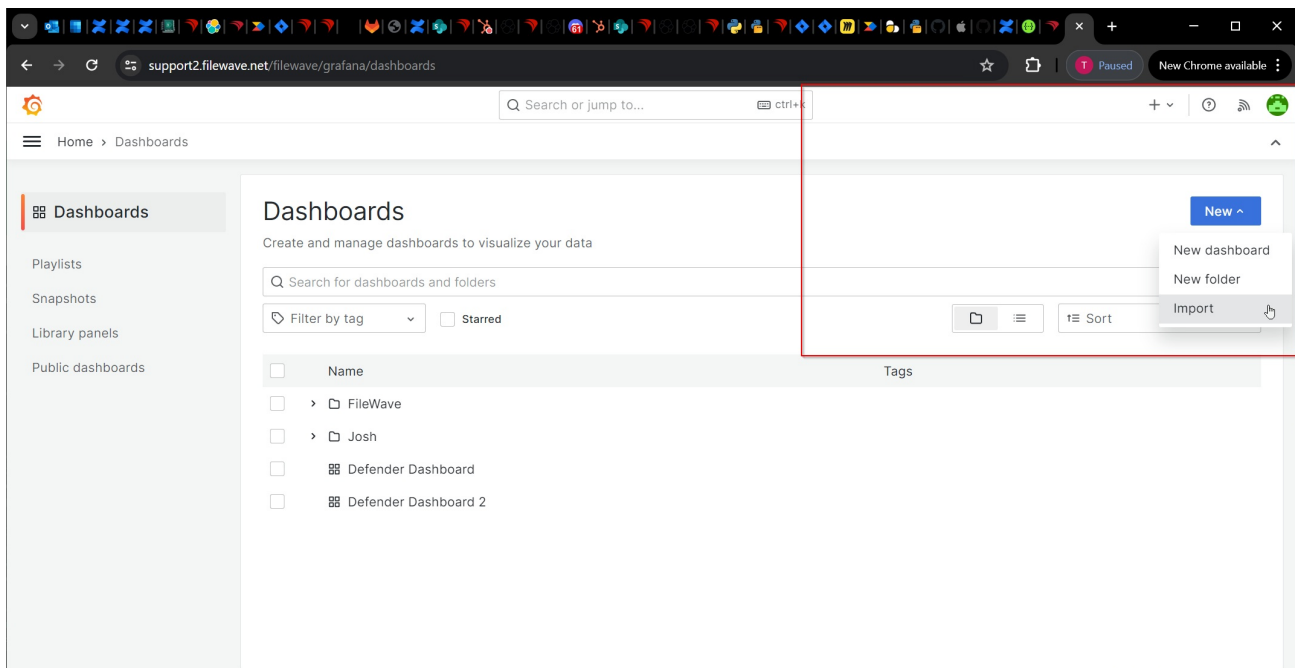 61
support2.filewave.net/filewave/grafana/dashboards
T Paused
New Chrome available
Search or jump to...
ctrl+k
Home › Dashboards
Dashboards
Playlists
Snapshots
Library panels
Public dashboards
Dashboards
New
Create and manage dashboards to visualize your data
New dashboard
New folder
Import
Search for dashboards and folders
Filter by tag
Starred
Sort
Name Tags
FileWave
Josh
Defender Dashboard
Defender Dashboard 2